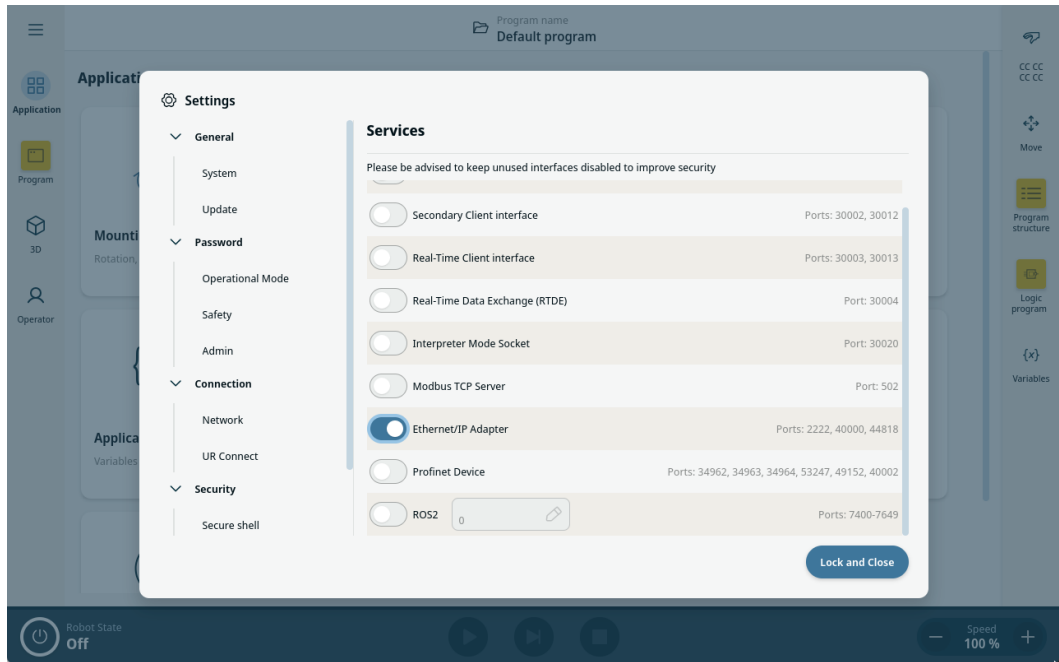 Program name
Default program
Applicati
Application
Program
3D
Operator
Mounti
Rotation,
Applica
Variables
Settings
General
System
Update
Password
Operational Mode
Safety
Admin
Connection
Network
UR Connect
Security
Secure shell
Services
Please be advised to keep unused interfaces disabled to improve security
Secondary Client interface Ports: 30002, 30012
Real-Time Client interface Ports: 30003, 30013
Real-Time Data Exchange (RTDE) Port: 30004
Interpreter Mode Socket Port: 30020
Modbus TCP Server Port: 502
Ethernet/IP Adapter Ports: 2222, 40000, 44818
Profinet Device Ports: 34962, 34963, 34964, 53247, 49152, 40002
ROS2 0 Ports: 7400-7649
Lock and Close
CC CC
CC CC
Move
Program
structure
Logic
program
{x}
Variables
Robot State
Off
Speed
100 %